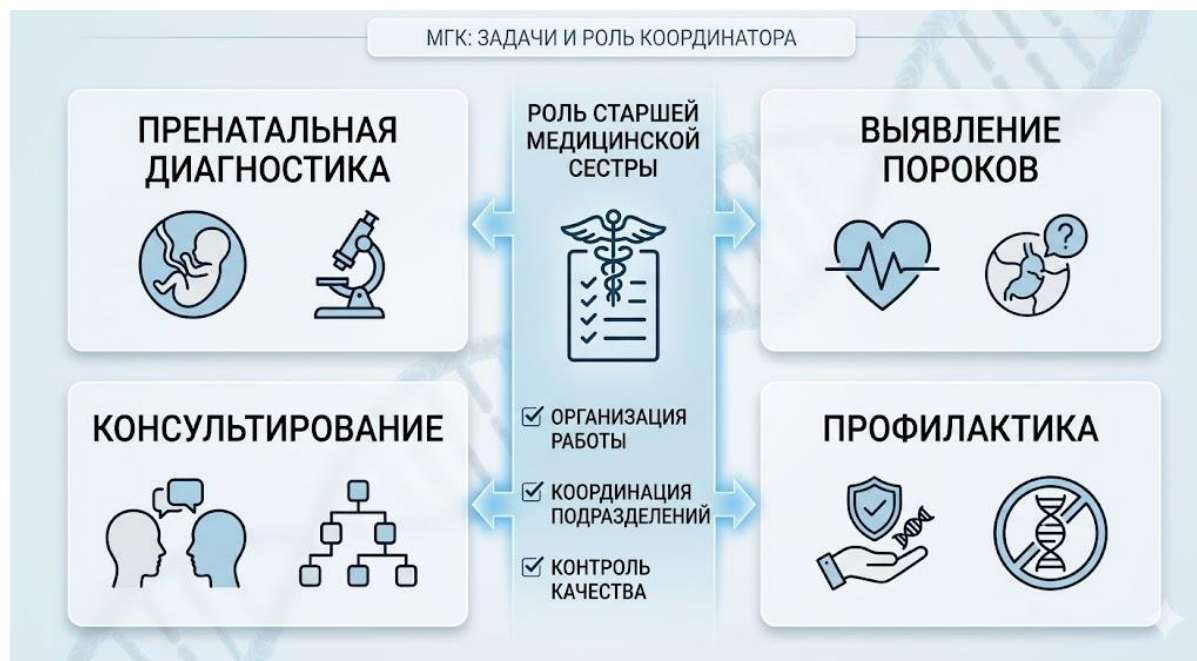 МГК: ЗАДАЧИ И РОЛЬ КООРДИНАТОРА
ПРЕНАТАЛЬНАЯ
ДИАГНОСТИКА
РОЛЬ СТАРШЕЙ
МЕДИЦИНСКОЙ
СЕСТРЫ
ВЫЯВЛЕНИЕ
ПОРОКОВ
?
КОНСУЛЬТИРОВАНИЕ
ОРГАНИЗАЦИЯ
РАБОТЫ
КООРДИНАЦИЯ
ПОДРАЗДЕЛЕНИЙ
КОНТРОЛЬ
КАЧЕСТВА
ПРОФИЛАКТИКА